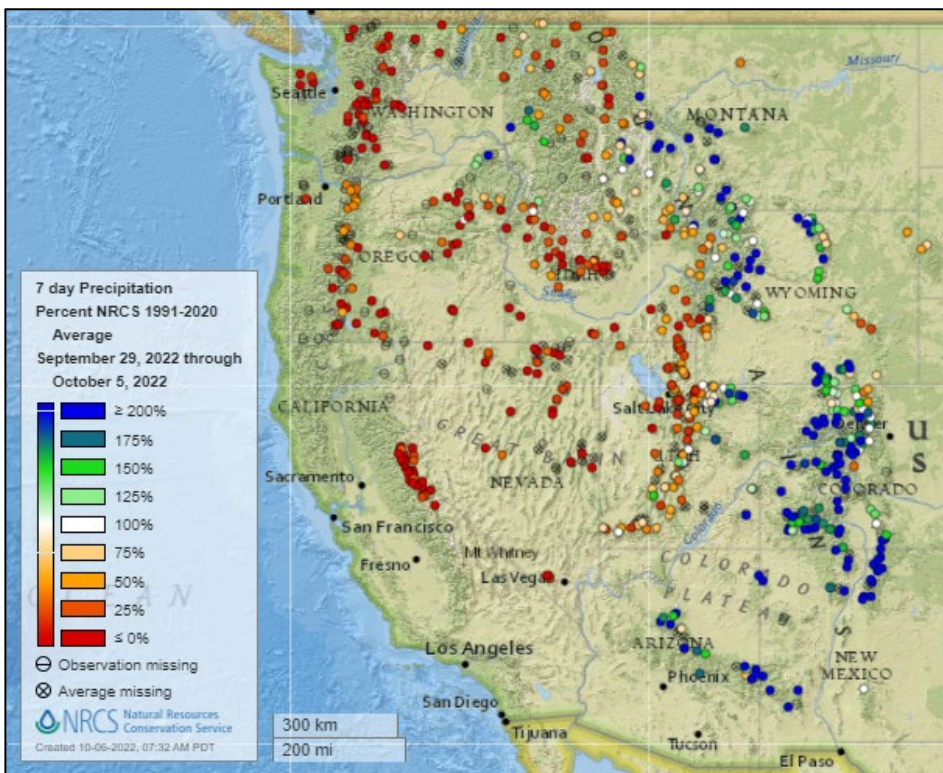 Missouri
Seattle
WASHINGTON
MONTANA
Portland
OREGON
IDAHO
Snake
WYOMING
7 day Precipitation
Percent NRCS 1991-2020
Average
September 29, 2022 through
October 5, 2022
≥ 200%
175%
150%
125%
100%
75%
50%
25%
≤ 0%
Observation missing
Average missing
NRCS Natural Resources
Conservation Service
Created 10-06-2022, 07:32 AM PDT
CALIFORNIA
Salt Lake City
GREAT BASIN
UTAH
Denver
U
S
Sacramento
NEVADA
COLORADO
San Francisco
Colorado
Mt Whitney
Fresno
Las Vegas
COLORADO
PLATEAU
OCEAN
ARIZONA
Los Angeles
NEW
MEXICO
Phoenix
San Diego
Tijuana
Tucson
El Paso
300 km
200 mi